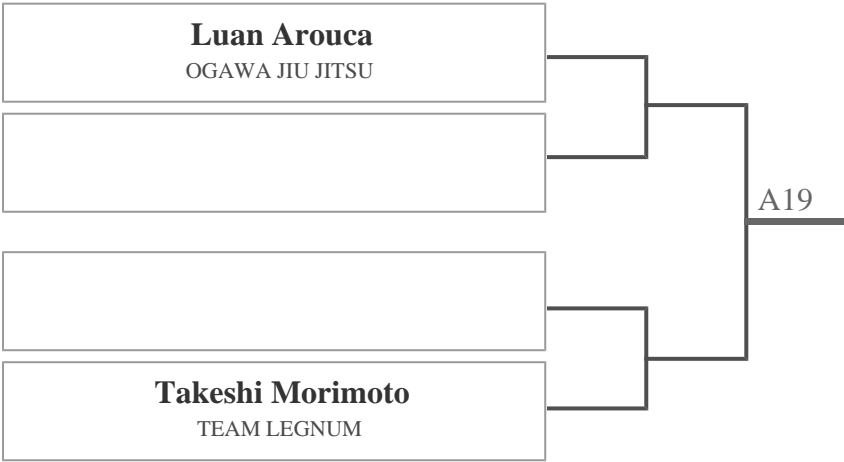 Luan Arouca
OGAWA JIU JITSU
A19
Takeshi Morimoto
TEAM LEGNUM